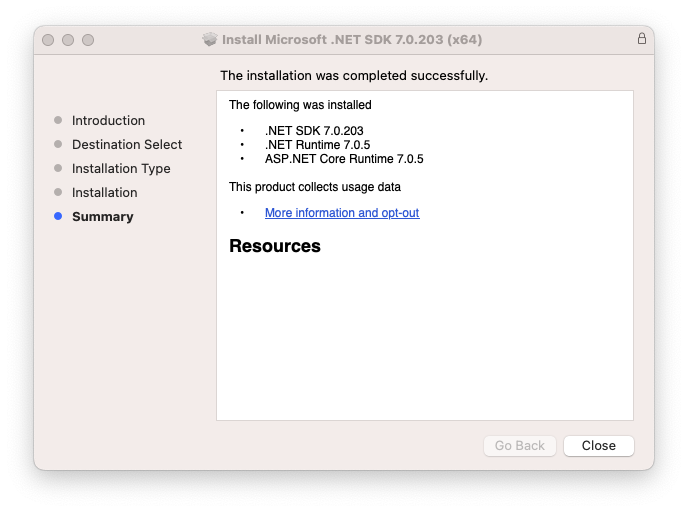 Install Microsoft .NET SDK 7.0.203 (x64)
The installation was completed successfully.
Introduction
Destination Select
Installation Type
Installation
Summary
The following was installed
• .NET SDK 7.0.203
• .NET Runtime 7.0.5
• ASP.NET Core Runtime 7.0.5
This product collects usage data
• More information and opt-out
Resources
Go Back
Close